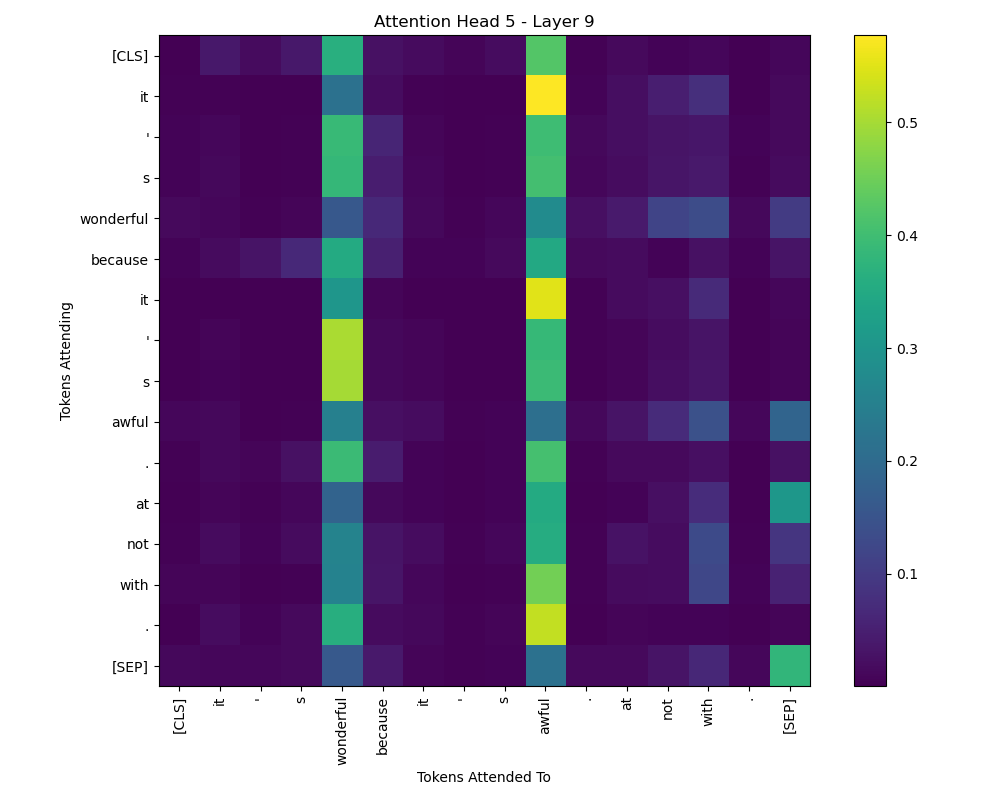 Attention Head 5 - Layer 9
[CLS]
it
'
s
wonderful
because
it
'
s
awful
.
at
not
with
.
[SEP]
Tokens Attending
[CLS]
it
'
s
wonderful
because
it
'
s
awful
.
at
not
with
.
[SEP]
Tokens Attended To
0.5
0.4
0.3
0.2
0.1